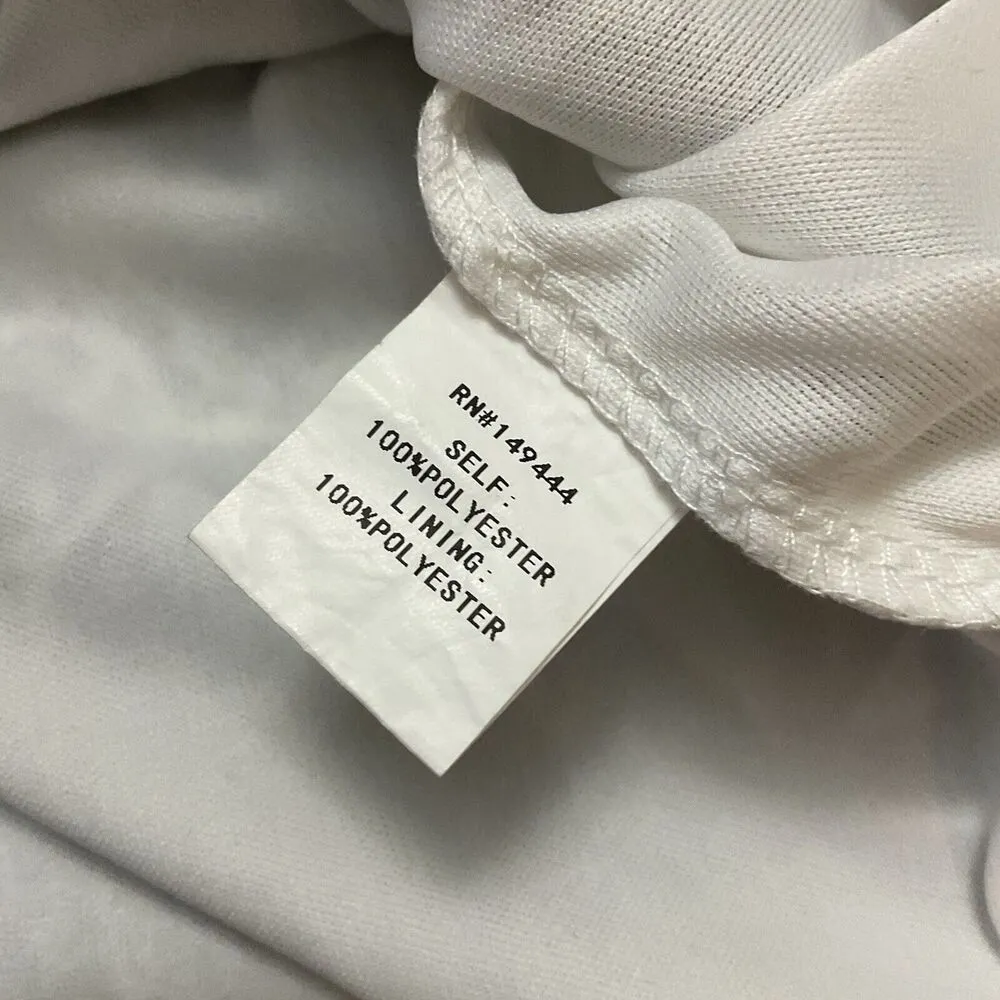 RN#149444
SELF:
100%POLYESTER
LINING:
100%POLYESTER